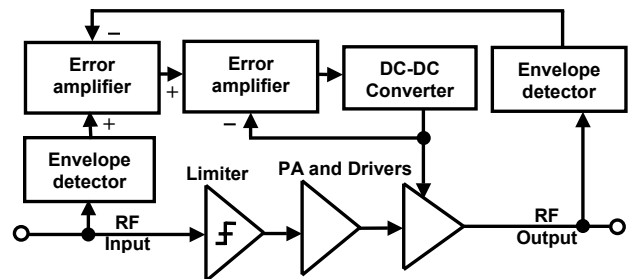 −
Error
amplifier
+
Error
amplifier
DC-DC
Converter
Envelope
detector
+
−
Envelope
detector
Limiter
PA and Drivers
RF
Input
RF
Output